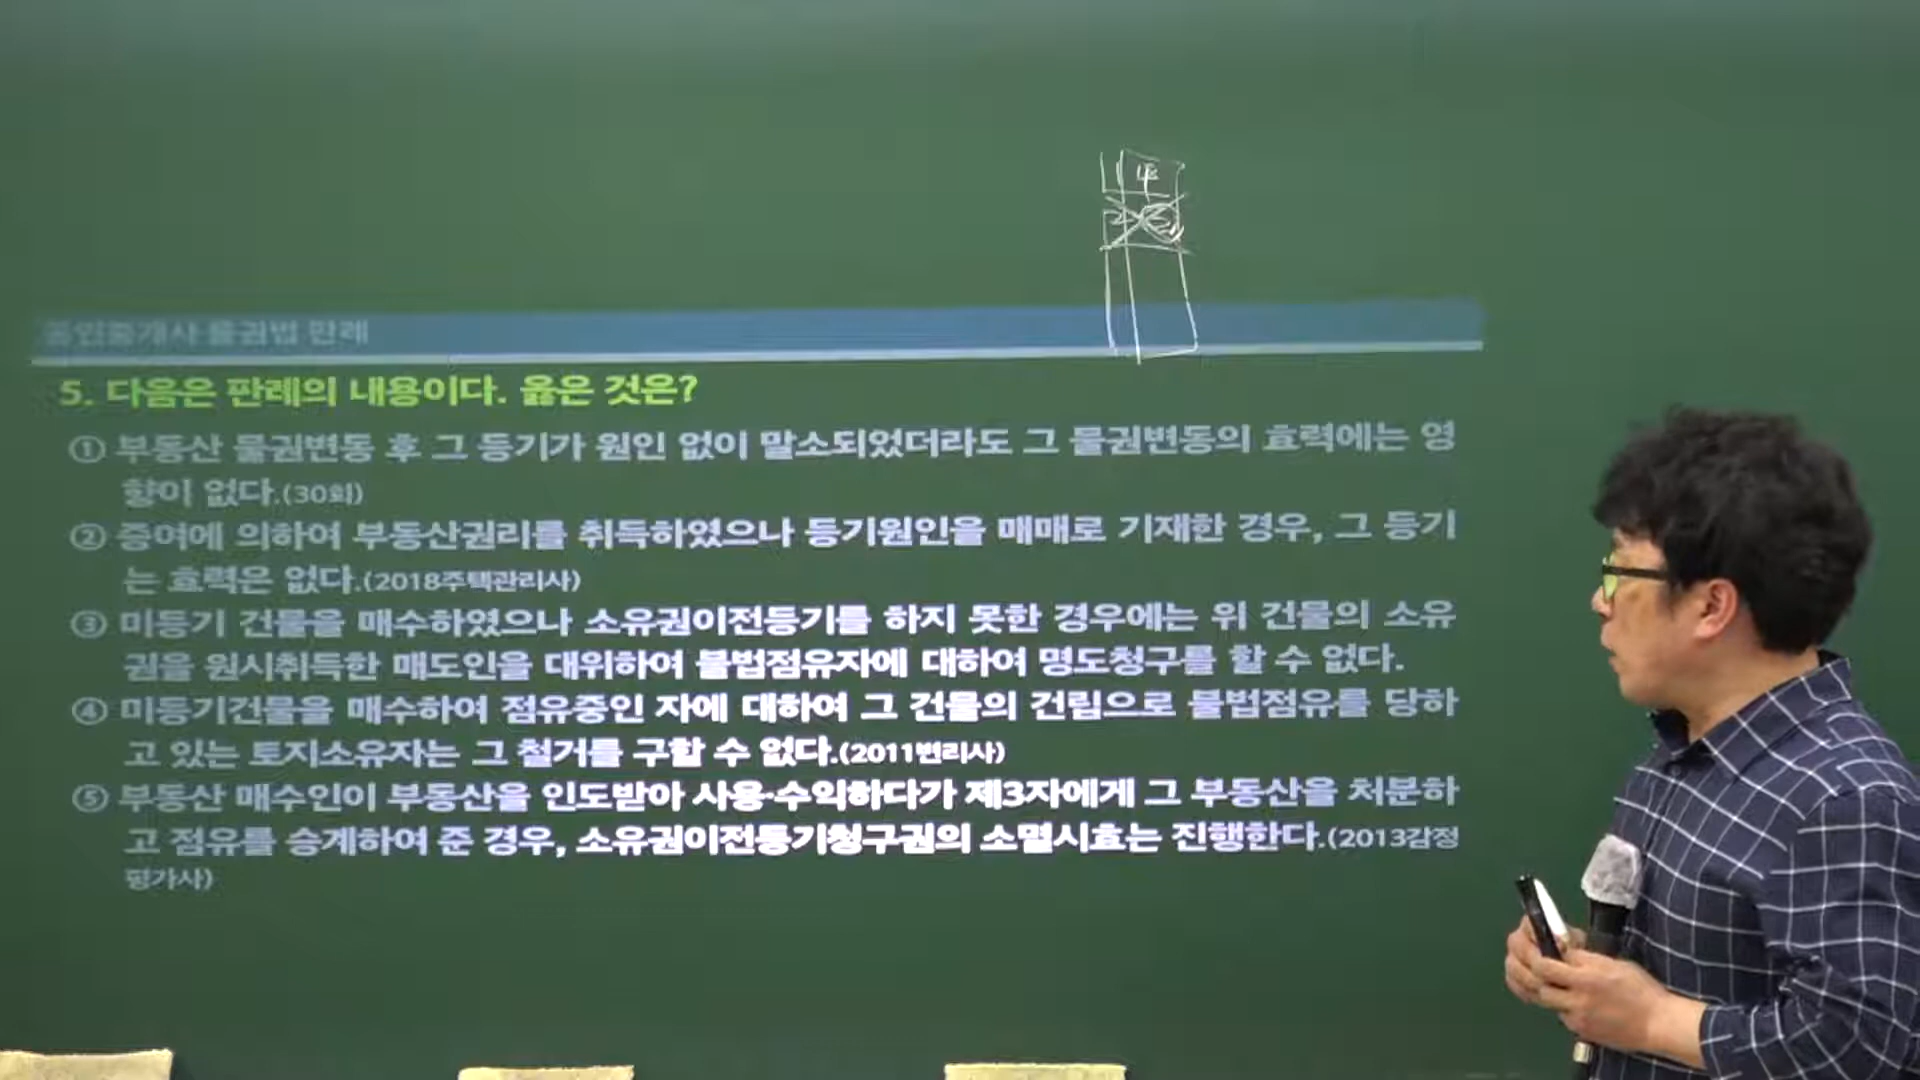 공인중개사 물권법 판례
5. 다음은 판례의 내용이다. 옳은 것은?
① 부동산 물권변동 후 그 등기가 원인 없이 말소되었더라도 그 물권변동의 효력에는 영
향이 없다.(30회)
② 증여에 의하여 부동산권리를 취득하였으나 등기원인을 매매로 기재한 경우, 그 등기
는 효력은 없다.(2018주택관리사)
③ 미등기 건물을 매수하였으나 소유권이전등기를 하지 못한 경우에는 위 건물의 소유
권을 원시취득한 매도인을 대위하여 불법점유자에 대하여 명도청구를 할 수 없다.
④ 미등기건물을 매수하여 점유중인 자에 대하여 그 건물의 건립으로 불법점유를 당하
고 있는 토지소유자는 그 철거를 구할 수 없다.(2011변리사)
⑤ 부동산 매수인이 부동산을 인도받아 사용·수익하다가 제3자에게 그 부동산을 처분하
고 점유를 승계하여 준 경우, 소유권이전등기청구권의 소멸시효는 진행한다.(2013감정
평가사)